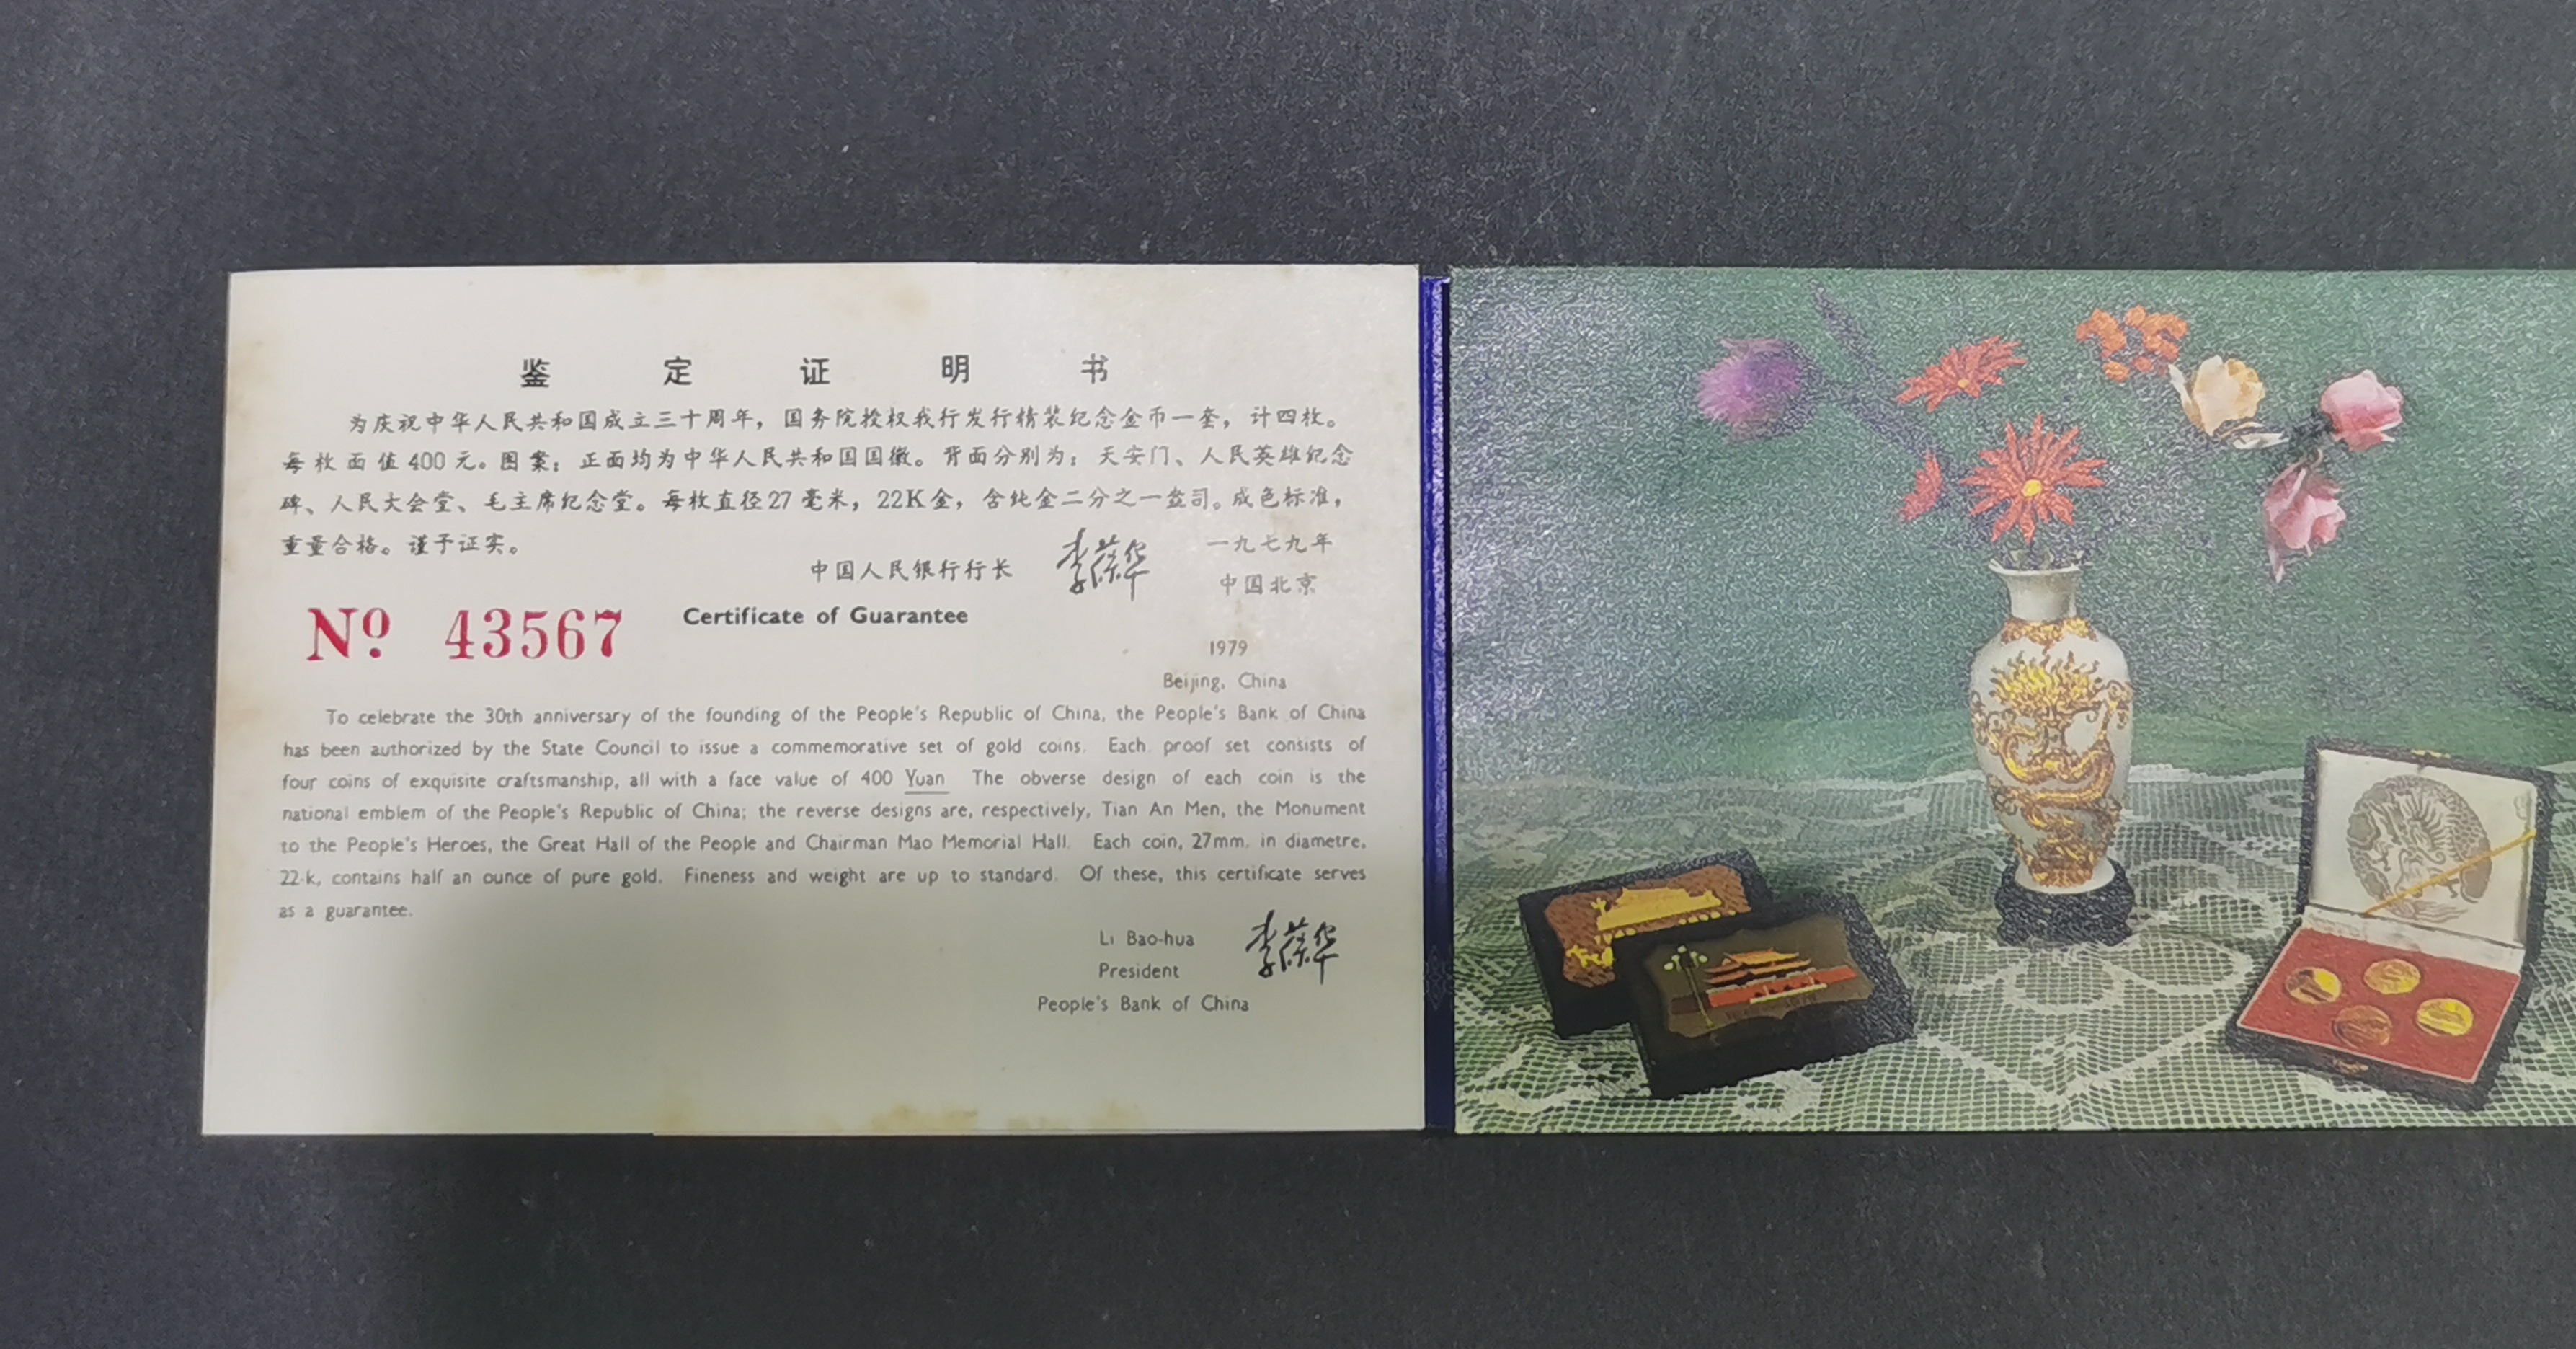 鉴定证明书
为庆祝中华人民共和国成立三十周年，国务院授权我行发行精装纪念金币一套，计四枚。
每枚面值400元。图案：正面均为中华人民共和国国徽。背面分别为：天安门、人民英雄纪念
碑、人民大会堂、毛主席纪念堂。每枚直径27毫米，22K金，含纯金二分之一盎司。成色标准，
重量合格。谨予证实。
中国人民银行行长 李葆华 一九七九年
中国北京
Nº 43567 Certificate of Guarantee
1979
Beijing, China
To celebrate the 30th anniversary of the founding of the People's Republic of China, the People's Bank of China
has been authorized by the State Council to issue a commemorative set of gold coins. Each proof set consists of
four coins of exquisite craftsmanship, all with a face value of 400 Yuan The obverse design of each coin is the
national emblem of the People's Republic of China; the reverse designs are, respectively, Tian An Men, the Monument
to the People's Heroes, the Great Hall of the People and Chairman Mao Memorial Hall. Each coin, 27mm. in diametre,
22-k, contains half an ounce of pure gold. Fineness and weight are up to standard. Of these, this certificate serves
as a guarantee.
Li Bao-hua 李葆华
President
People's Bank of China